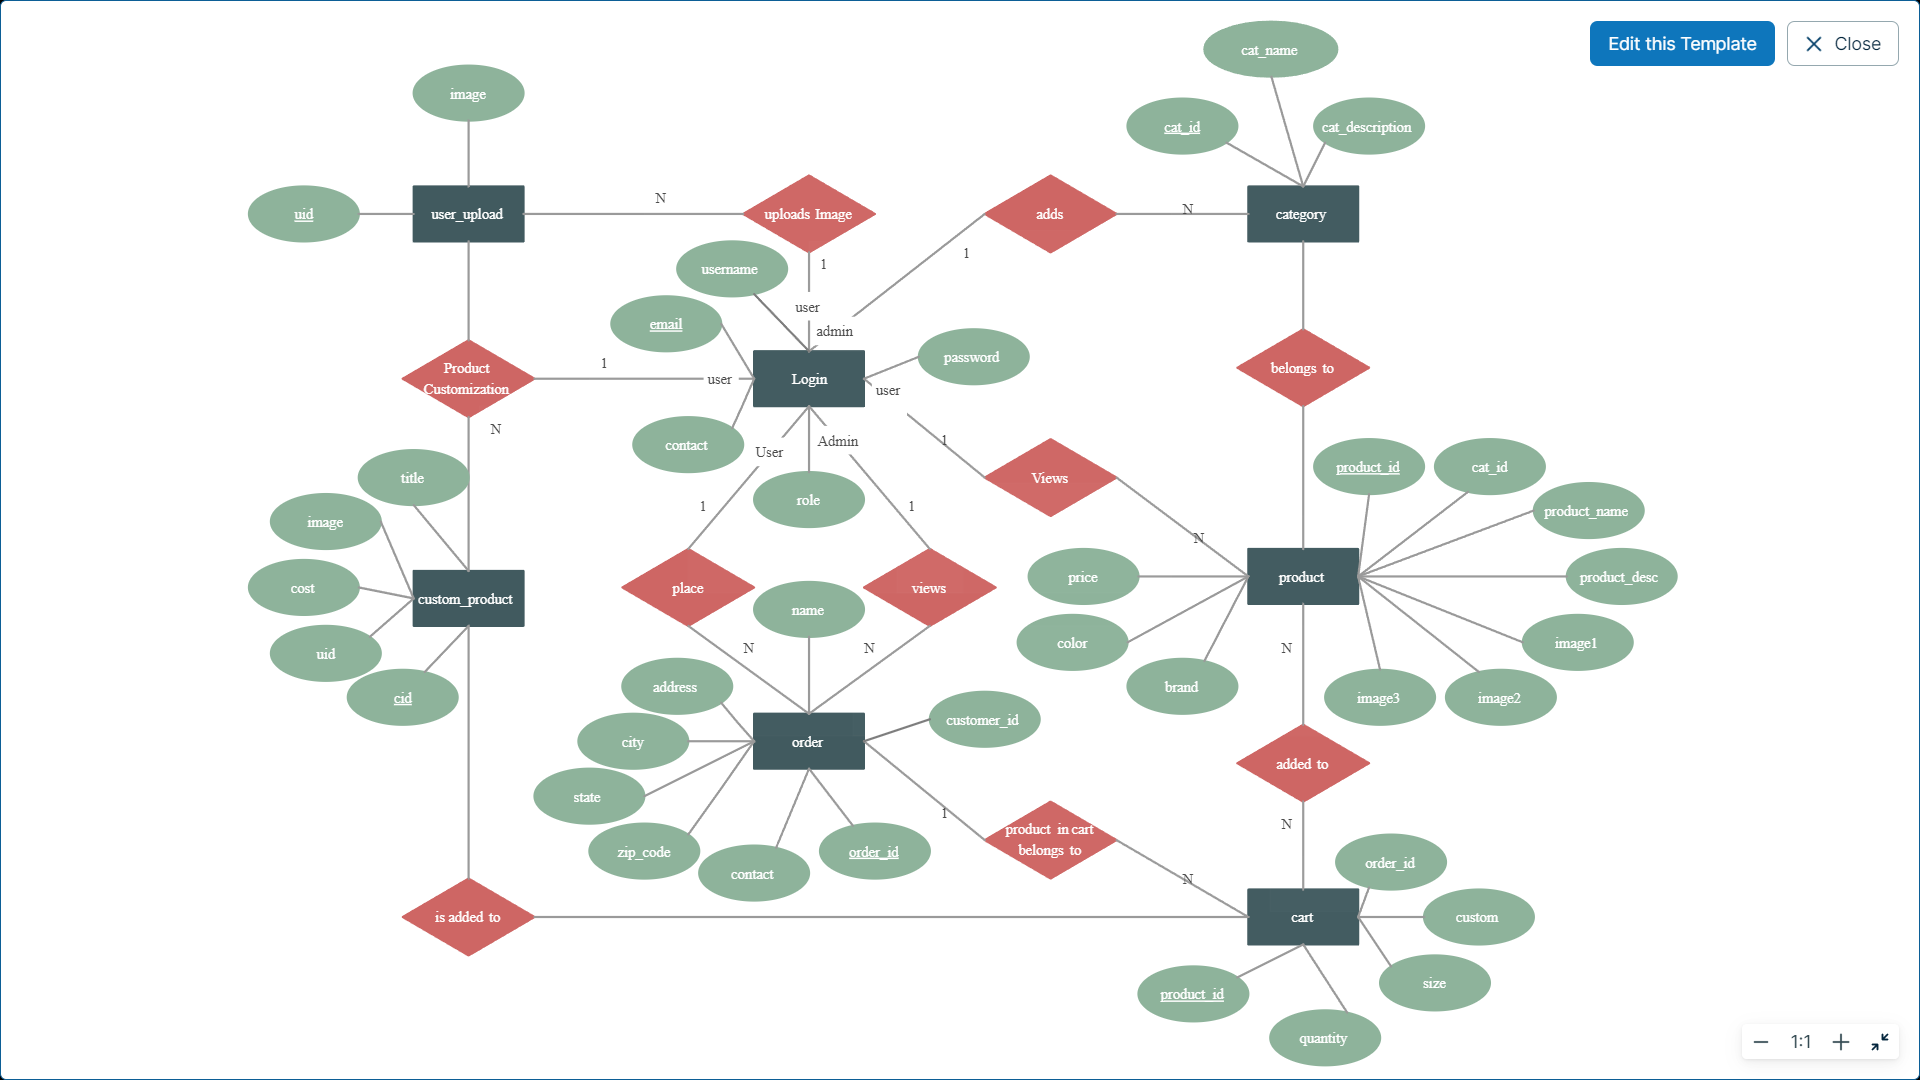 Edit this Template
Close
cat_name
image
cat_id
cat_description
uid
user_upload
N
uploads Image
adds
N
category
1
1
username
user
admin
email
password
Product
Customization
1
user
Login
user
belongs to
N
contact
User
Admin
1
Views
title
role
product_id
cat_id
image
1
1
product_name
N
cost
custom_product
place
name
views
price
product
product_desc
uid
N
N
color
N
image1
cid
address
brand
image3
image2
customer_id
city
order
added to
state
1
product in cart
belongs to
N
zip_code
contact
order_id
order_id
N
is added to
cart
custom
product_id
size
quantity
1:1